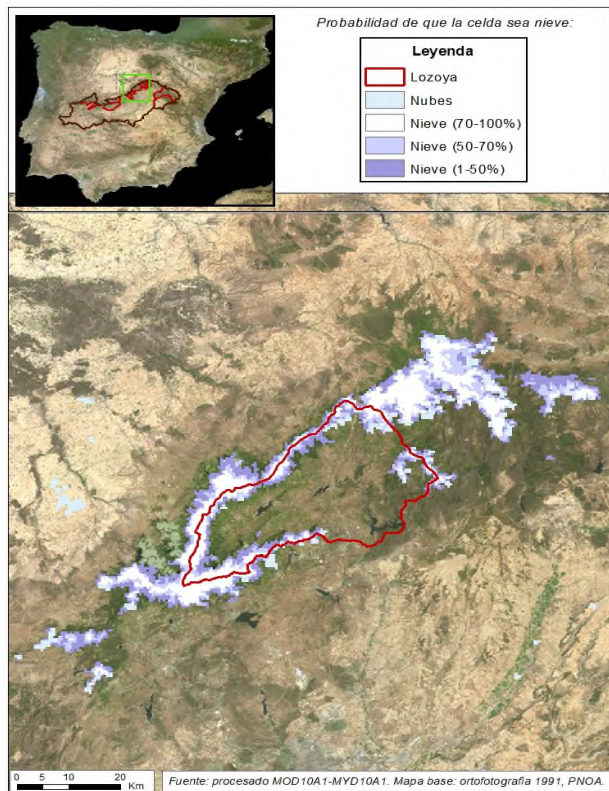 Probabilidad de que la celda sea nieve:
Leyenda
Lozoya
Nubes
Nieve (70-100%)
Nieve (50-70%)
Nieve (1-50%)
0 5 10 20
Km
Fuente: procesado MOD10A1-MYD10A1. Mapa base: ortofotografia 1991, PNOA.